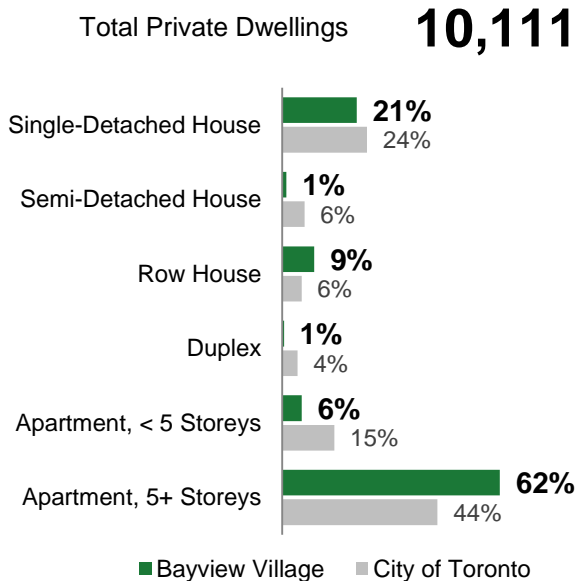 Total Private Dwellings 10,111
Single-Detached House 21%
24%
Semi-Detached House 1%
6%
Row House 9%
6%
Duplex 1%
4%
Apartment, < 5 Storeys 6%
15%
Apartment, 5+ Storeys 62%
44%
Bayview Village City of Toronto